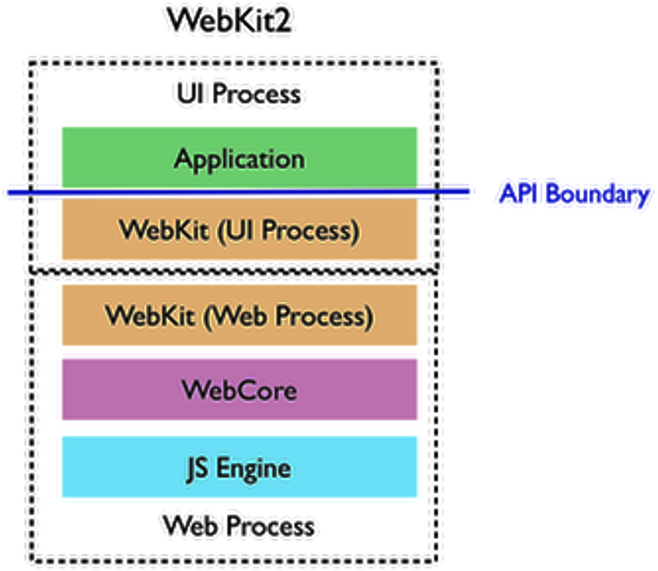 WebKit2
UI Process
Application
API Boundary
WebKit (UI Process)
WebKit (Web Process)
WebCore
JS Engine
Web Process